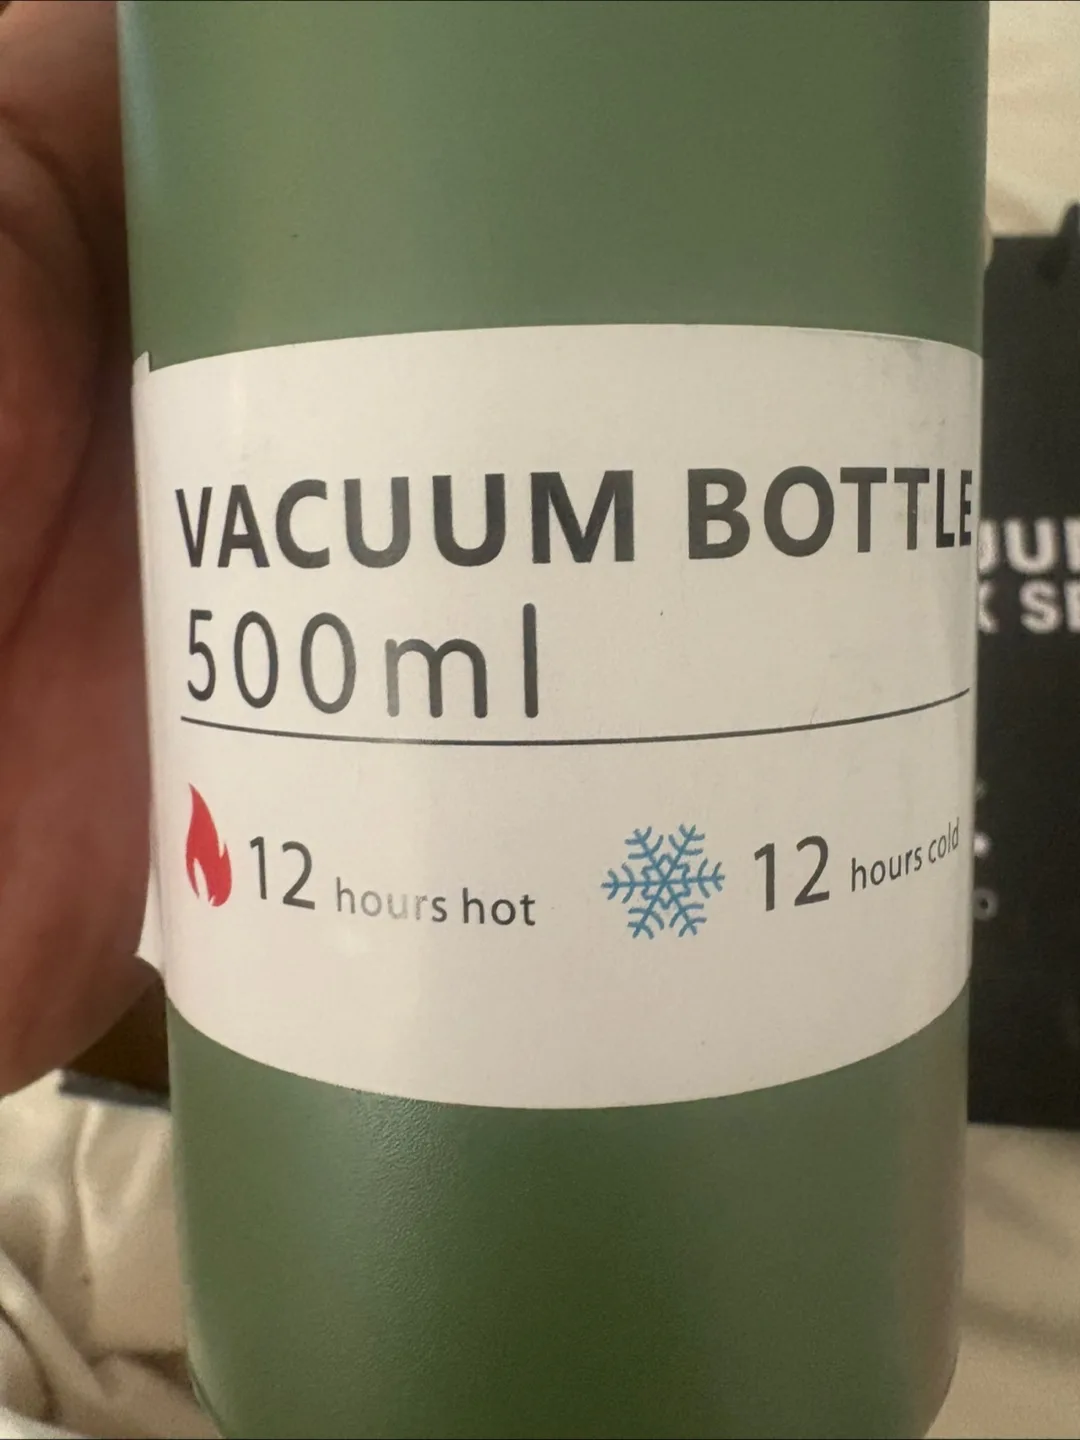 VACUUM BOTTLE
500ml
12 hours hot
12 hours cold